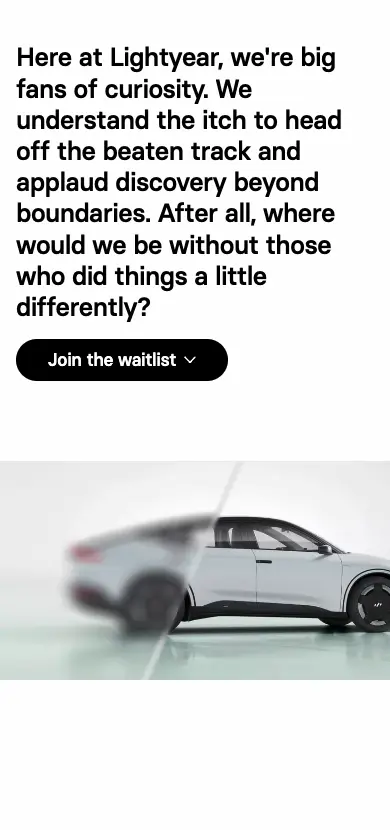 Here at Lightyear, we're big
fans of curiosity. We
understand the itch to head
off the beaten track and
applaud discovery beyond
boundaries. After all, where
would we be without those
who did things a little
differently?
Join the waitlist